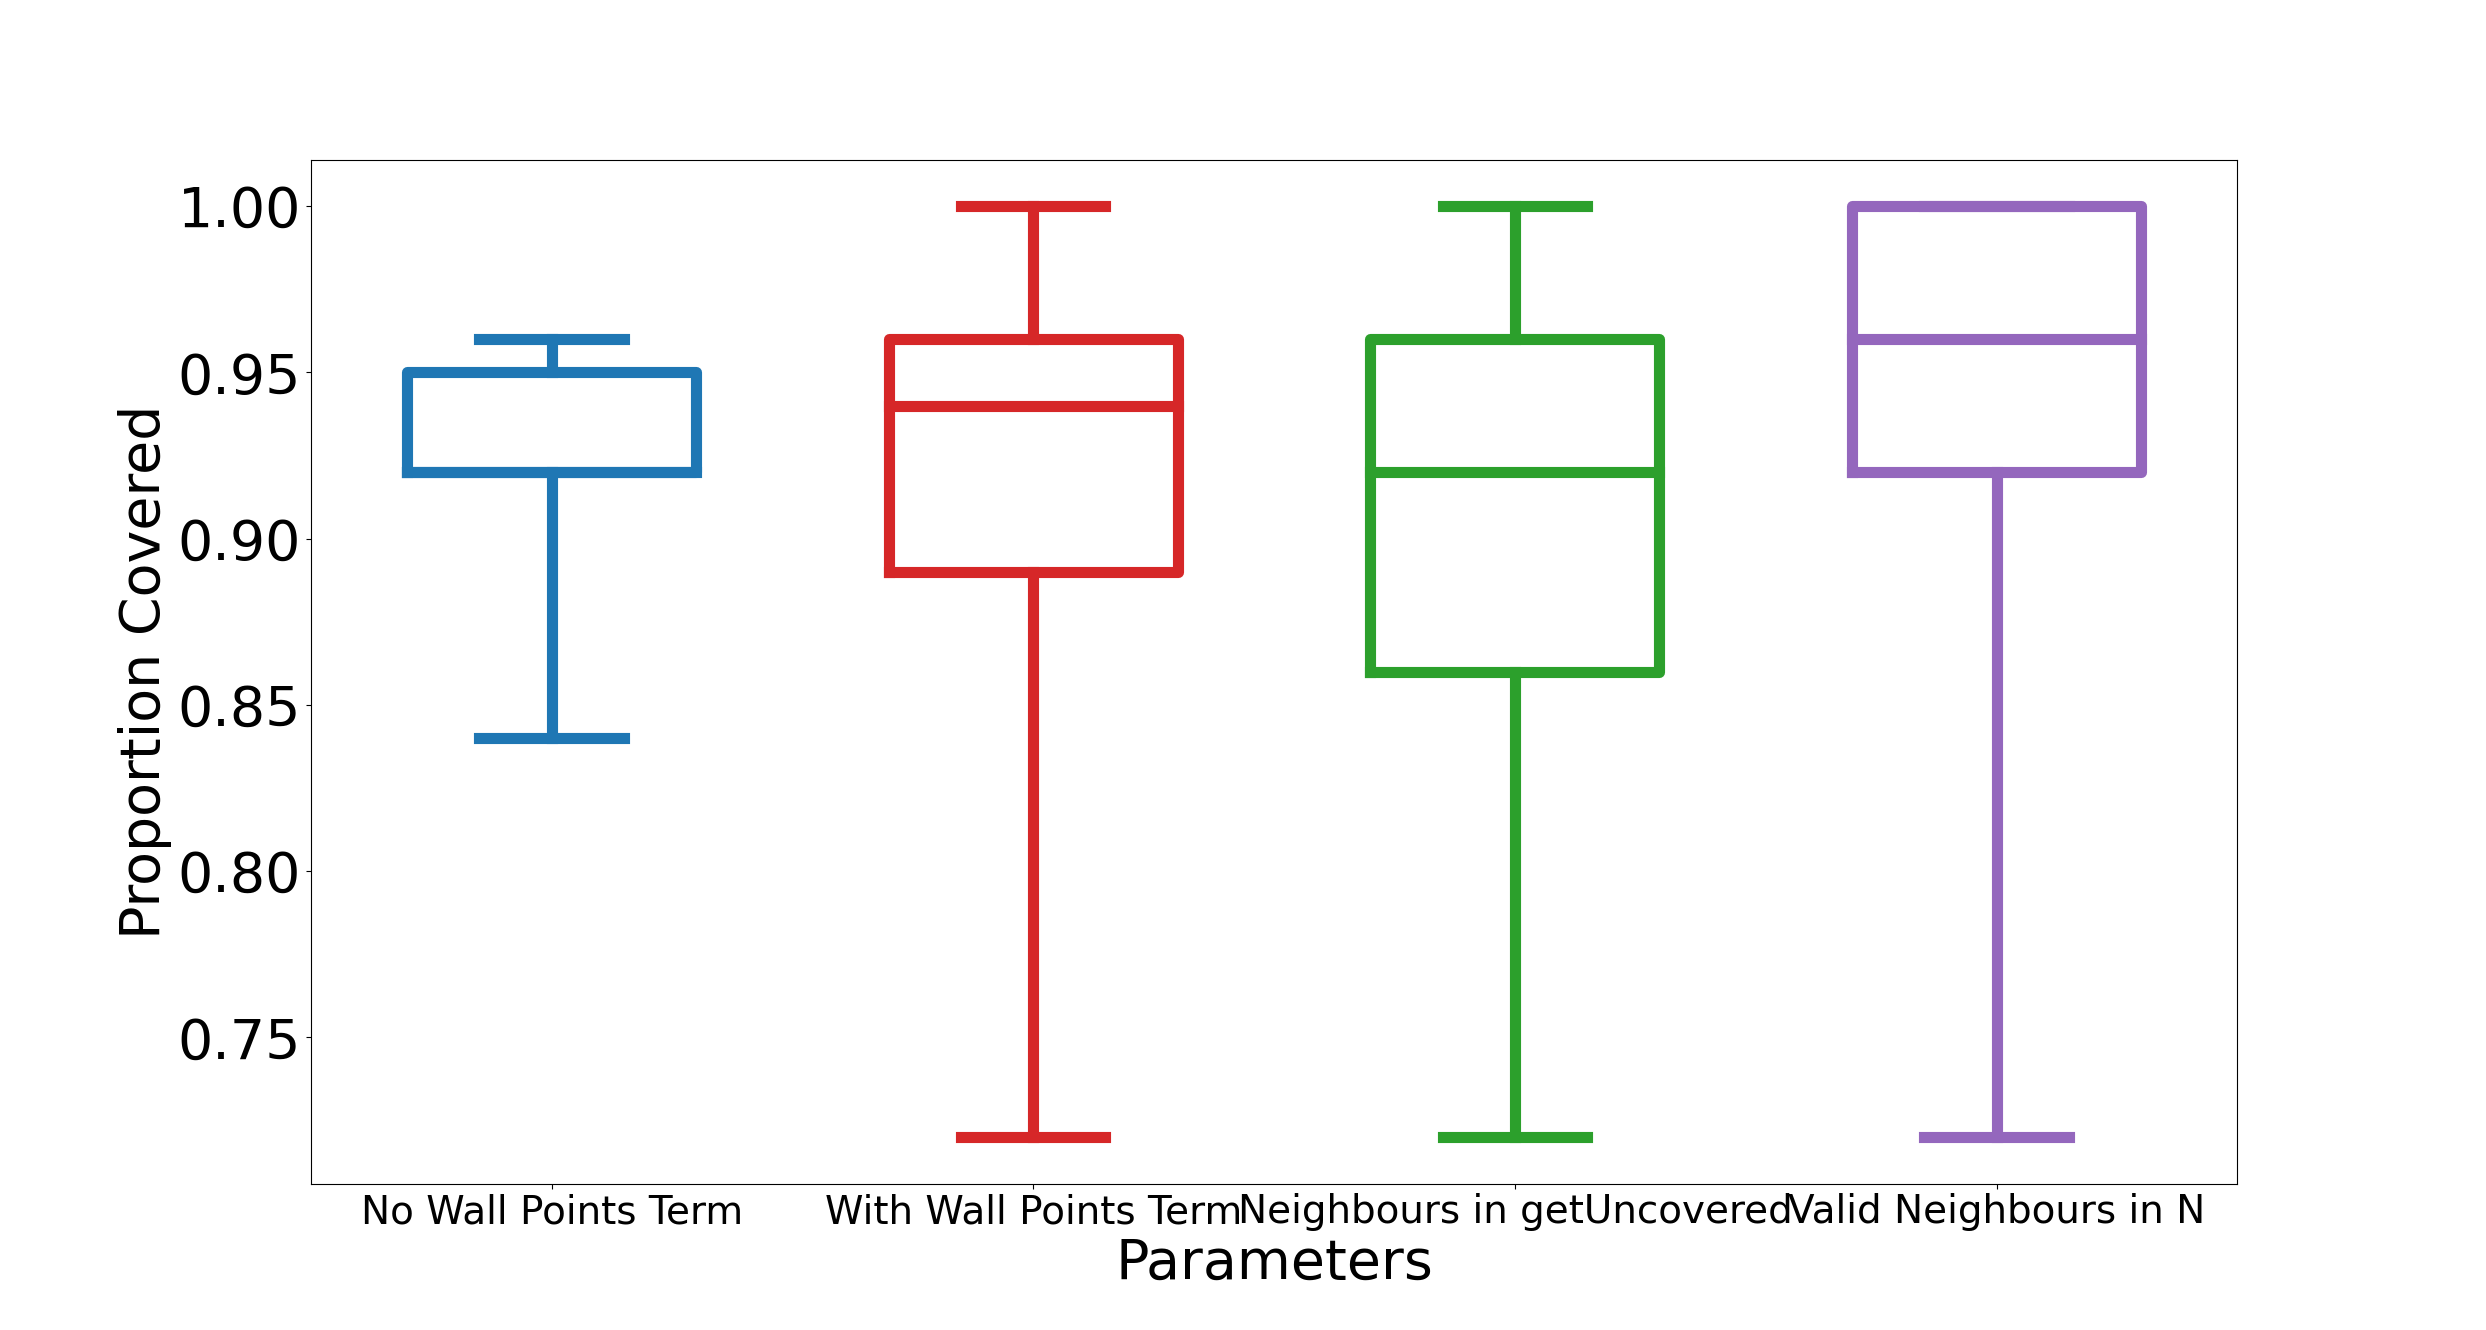 1.00
0.95
0.90
0.85
0.80
0.75
Proportion Covered
No Wall Points Term
With Wall Points Term
Neighbours in getUncovered
Valid Neighbours in N
Parameters